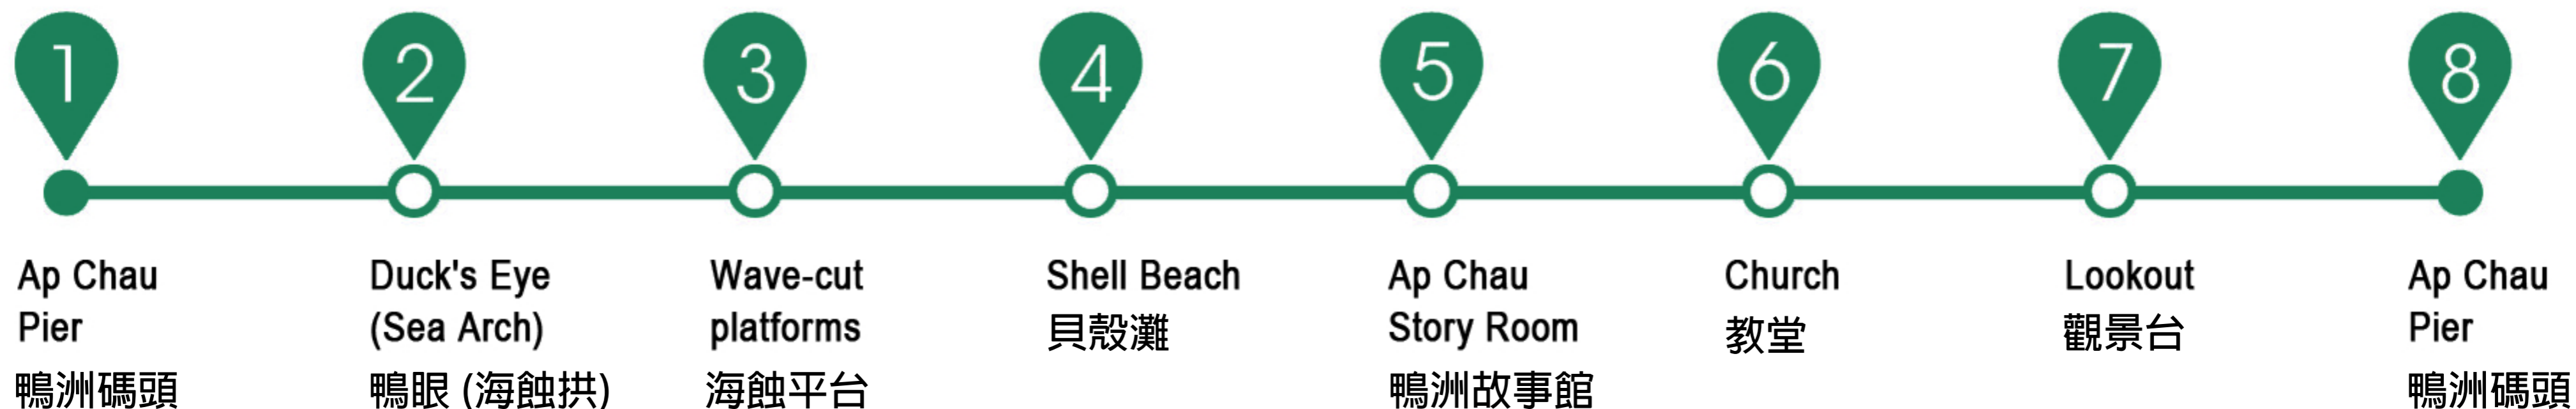 1
2
3
4
5
6
7
8
Ap Chau
Pier
鴨洲碼頭
Duck's Eye
(Sea Arch)
鴨眼 (海蝕拱)
Wave-cut
platforms
海蝕平台
Shell Beach
貝殼灘
Ap Chau
Story Room
鴨洲故事館
Church
教堂
Lookout
觀景台
Ap Chau
Pier
鴨洲碼頭